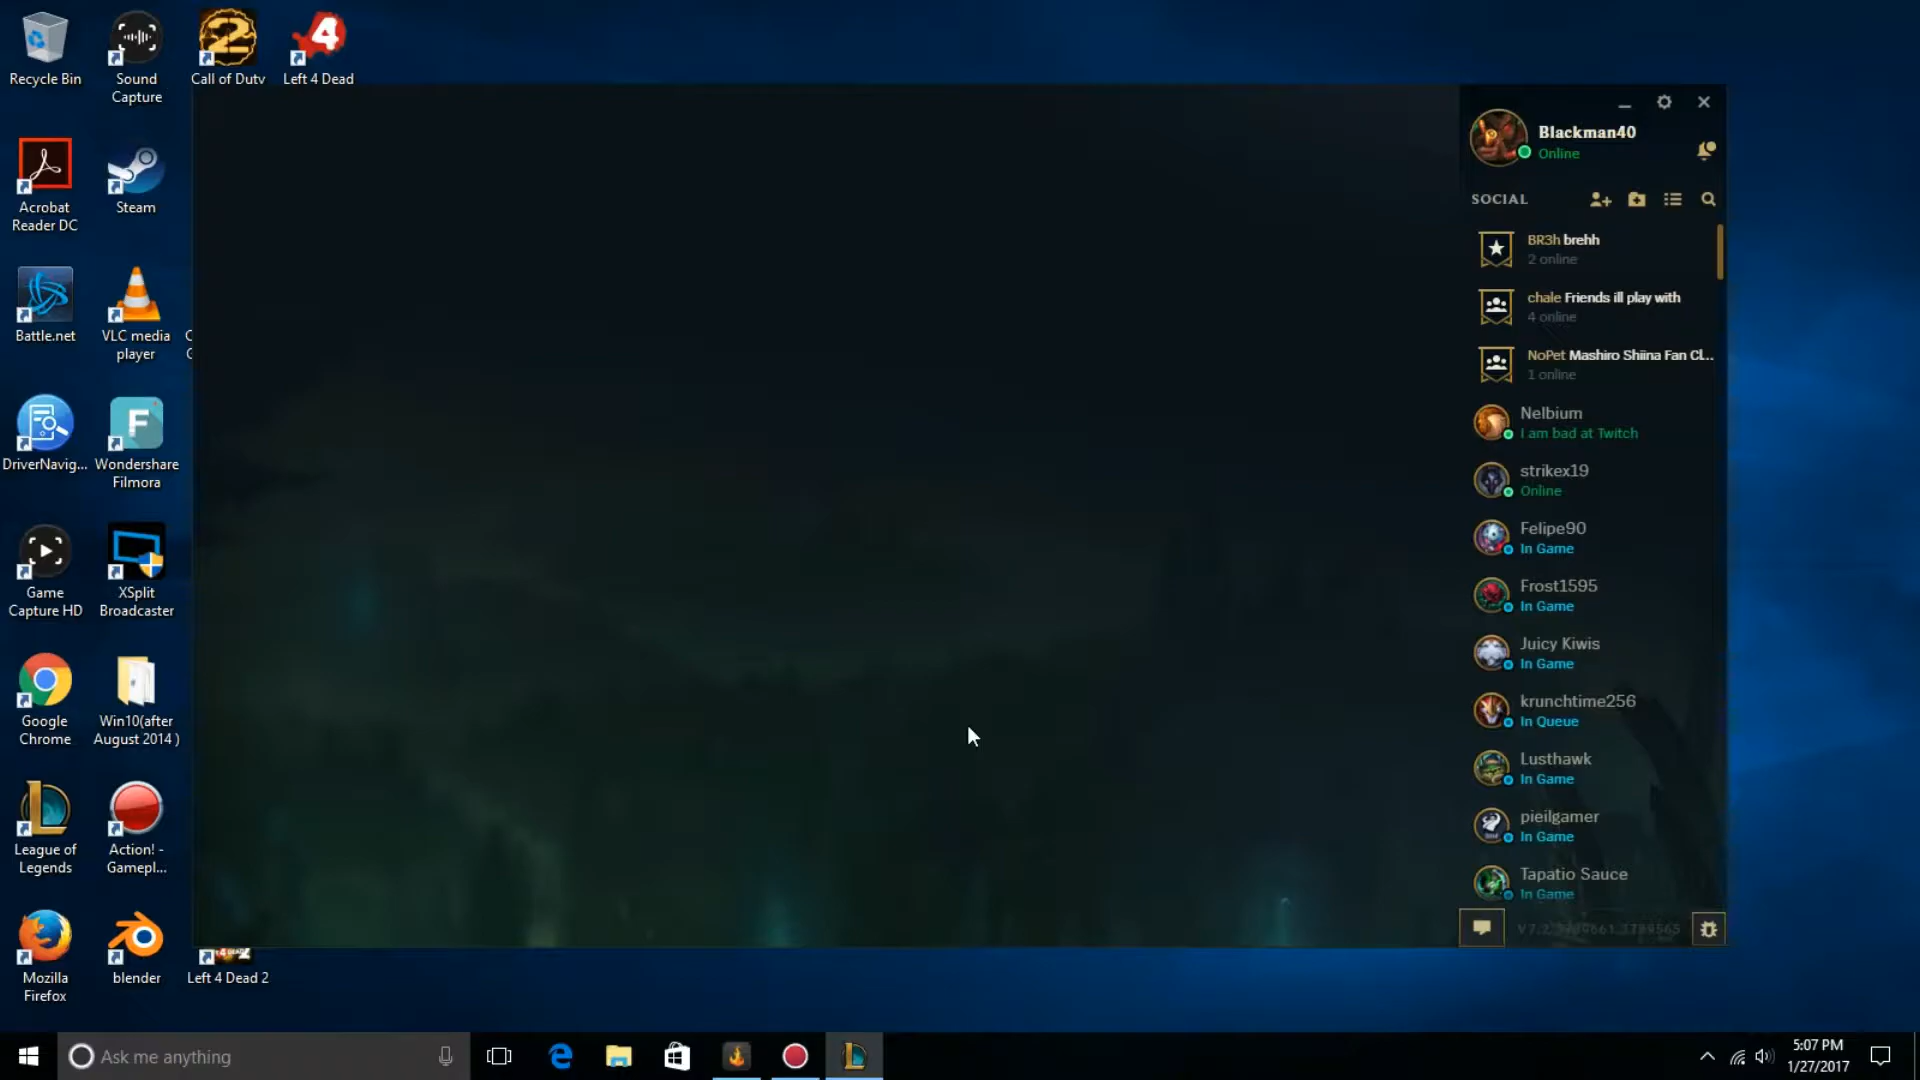 Recycle Bin
Sound
Capture
Call of Duty
Left 4 Dead
Acrobat
Reader DC
Steam
Battle.net
VLC media
player
DriverNavig...
Wondershare
Filmora
Game
Capture HD
XSplit
Broadcaster
Google
Chrome
Win10(after
August 2014 )
League of
Legends
Action! -
Gamepl...
Mozilla
Firefox
blender
Left 4 Dead 2
Blackman40
Online
SOCIAL
BR3h brehh
2 online
chale Friends ill play with
4 online
NoPet Mashiro Shiina Fan Cl...
1 online
Nelbium
I am bad at Twitch
strikex19
Online
Felipe90
In Game
Frost1595
In Game
Juicy Kiwis
In Game
krunchtime256
In Queue
Lusthawk
In Game
pieilgamer
In Game
Tapatio Sauce
In Game
Ask me anything
5:07 PM
1/27/2017